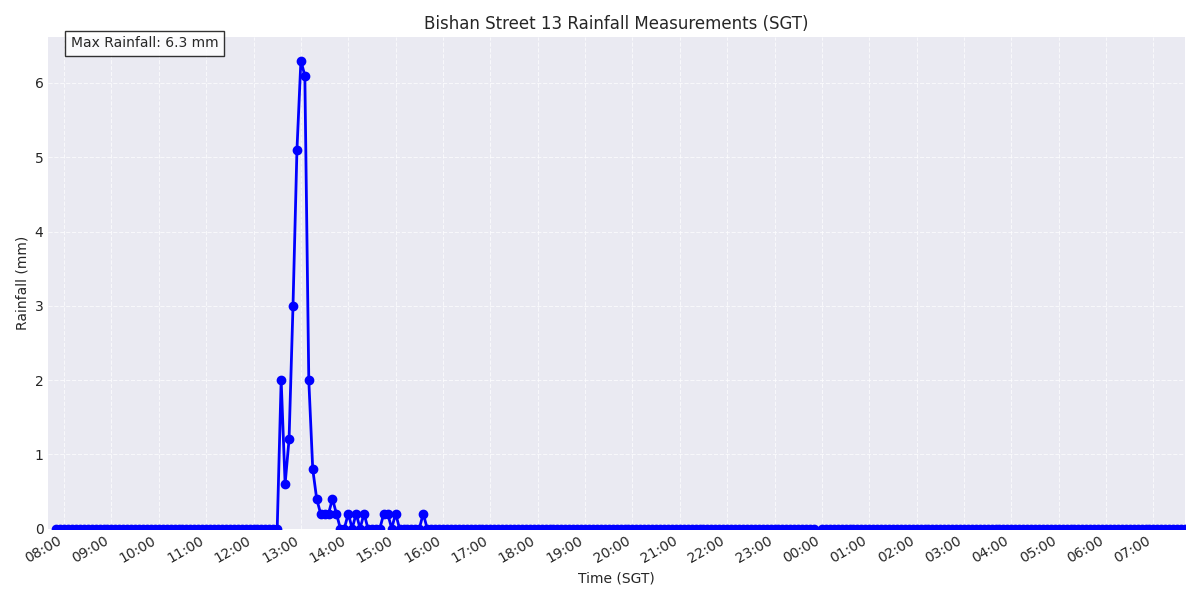 Bishan Street 13 Rainfall Measurements (SGT)
Max Rainfall: 6.3 mm
Rainfall (mm)
6
5
4
3
2
1
0
08:00 09:00 10:00 11:00 12:00 13:00 14:00 15:00 16:00 17:00 18:00 19:00 20:00 21:00 22:00 23:00 00:00 01:00 02:00 03:00 04:00 05:00 06:00 07:00
Time (SGT)